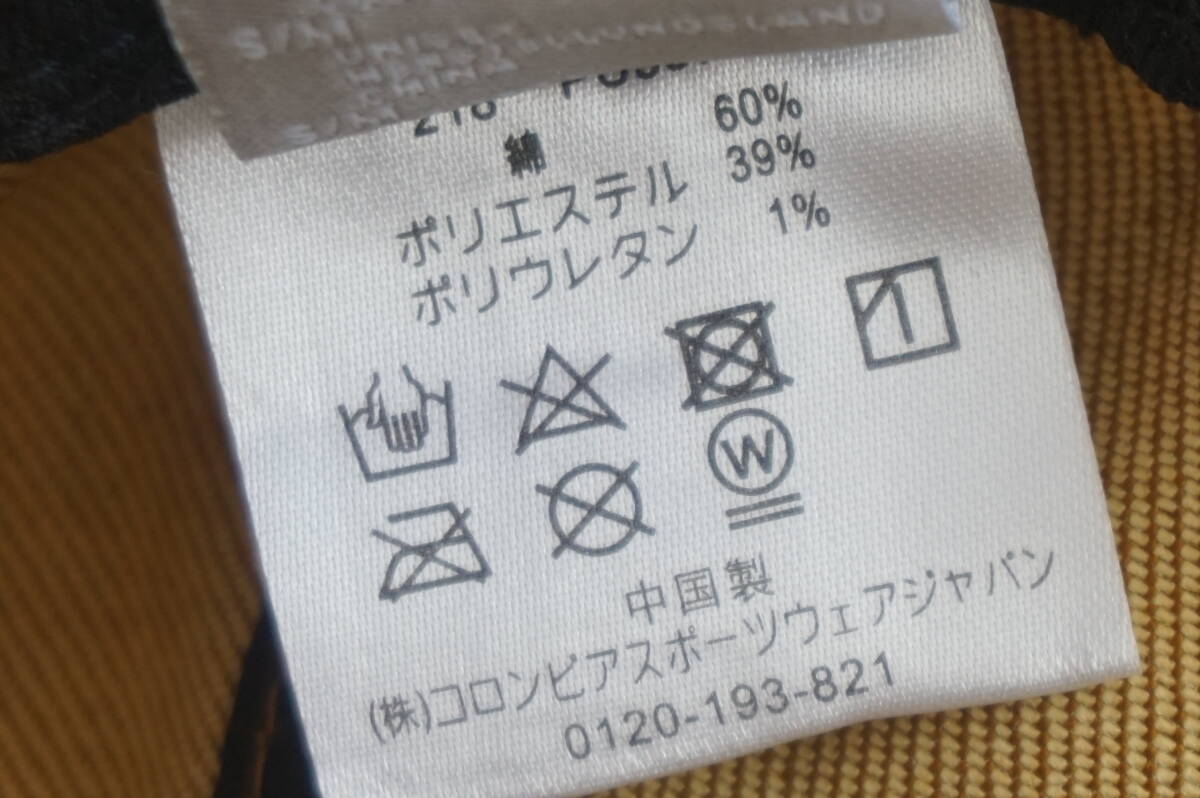 綿 60%
ポリエステル 39%
ポリウレタン 1%
W
中国製
(株)コロンビアスポーツウェアジャパン
0120-193-821